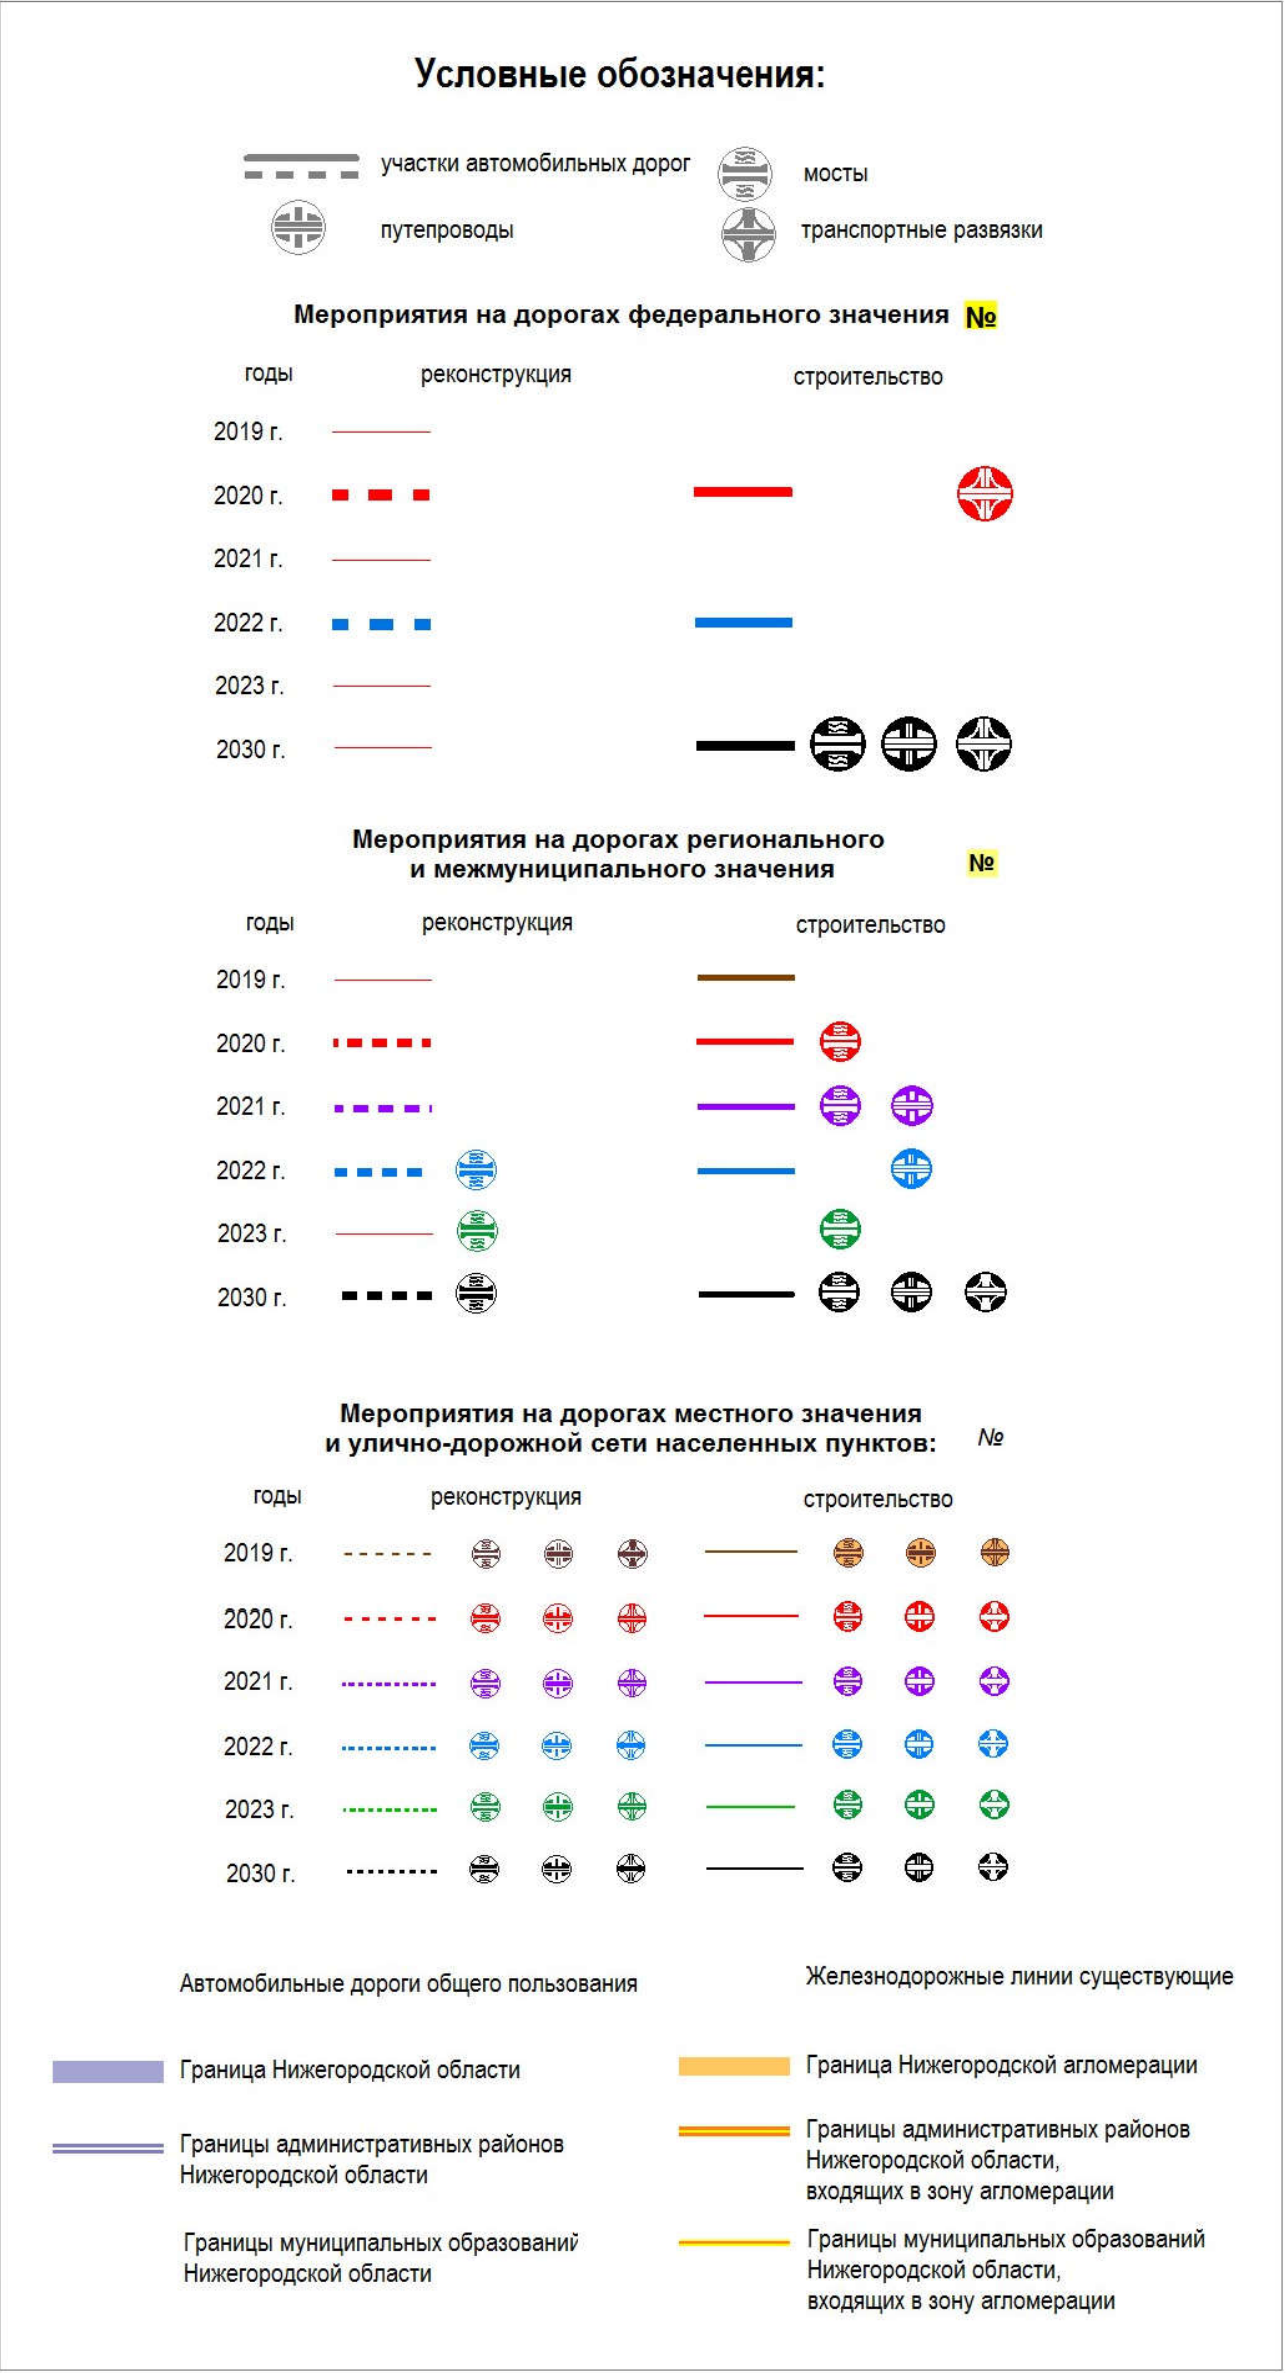 Условные обозначения:
участки автомобильных дорог
мосты
путепроводы
транспортные развязки
Мероприятия на дорогах федерального значения №
годы реконструкция строительство
2019 г.
2020 г.
2021 г.
2022 г.
2023 г.
2030 г.
Мероприятия на дорогах регионального
и межмуниципального значения №
годы реконструкция строительство
2019 г.
2020 г.
2021 г.
2022 г.
2023 г.
2030 г.
Мероприятия на дорогах местного значения
и улично-дорожной сети населенных пунктов: №
годы реконструкция строительство
2019 г.
2020 г.
2021 г.
2022 г.
2023 г.
2030 г.
Автомобильные дороги общего пользования
Железнодорожные линии существующие
Граница Нижегородской области
Граница Нижегородской агломерации
Границы административных районов
Нижегородской области
Границы административных районов
Нижегородской области,
входящих в зону агломерации
Границы муниципальных образований
Нижегородской области
Границы муниципальных образований
Нижегородской области,
входящих в зону агломерации